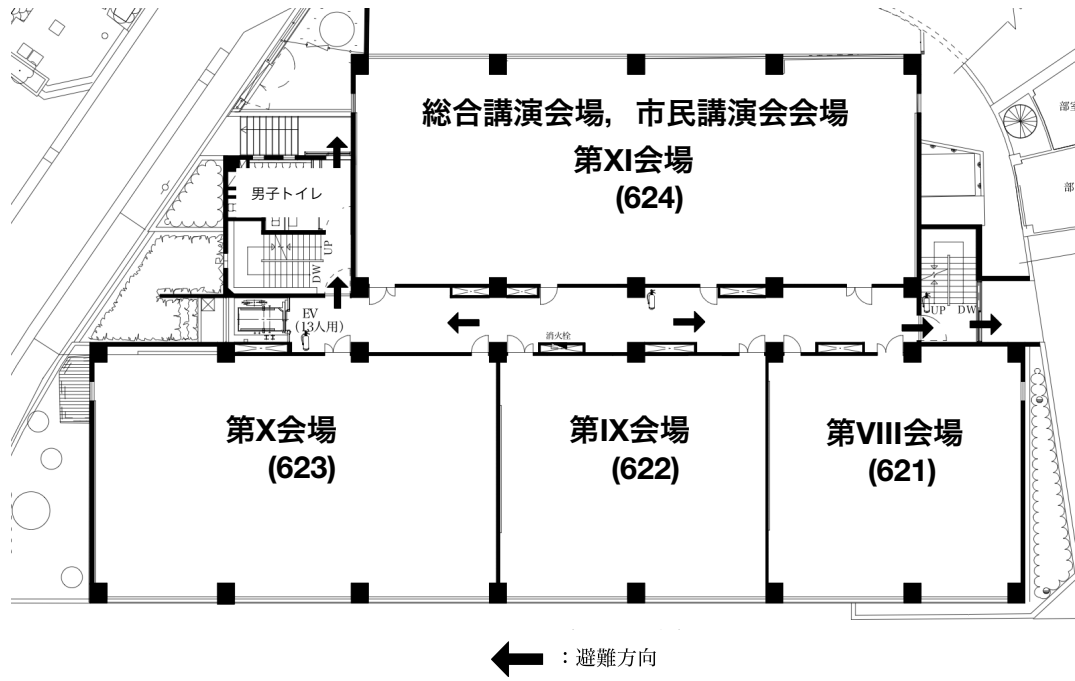 総合講演会場，市民講演会会場
第XI会場
(624)
部室
部
男子トイレ
UP
DW
EV
(13人用)
消火栓
UP DW
第X会場
(623)
第IX会場
(622)
第VIII会場
(621)
：避難方向